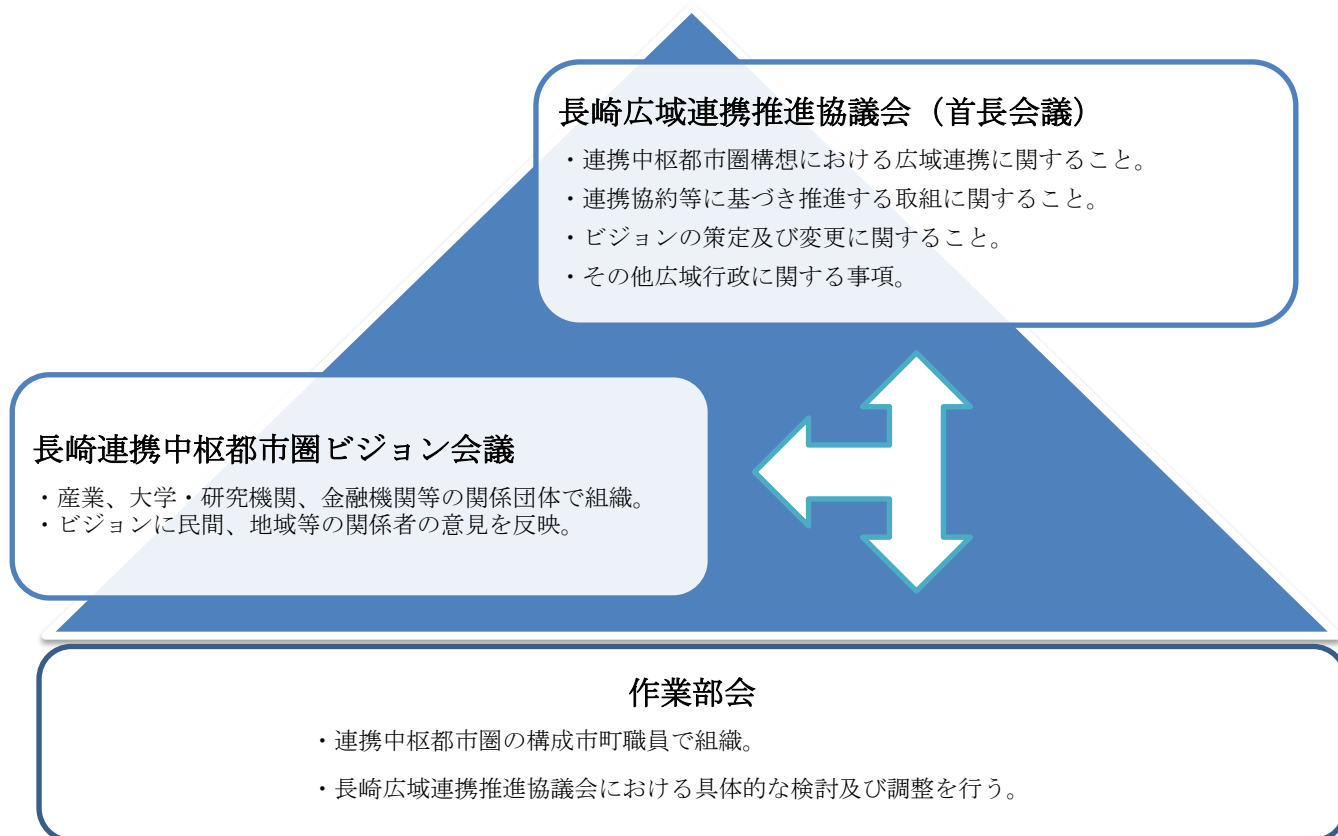 長崎広域連携推進協議会（首長会議）
・連携中枢都市圏構想における広域連携に関すること。
・連携協約等に基づき推進する取組に関すること。
・ビジョンの策定及び変更に関すること。
・その他広域行政に関する事項。
長崎連携中枢都市圏ビジョン会議
・産業、大学・研究機関、金融機関等の関係団体で組織。
・ビジョンに民間、地域等の関係者の意見を反映。
作業部会
・連携中枢都市圏の構成市町職員で組織。
・長崎広域連携推進協議会における具体的な検討及び調整を行う。